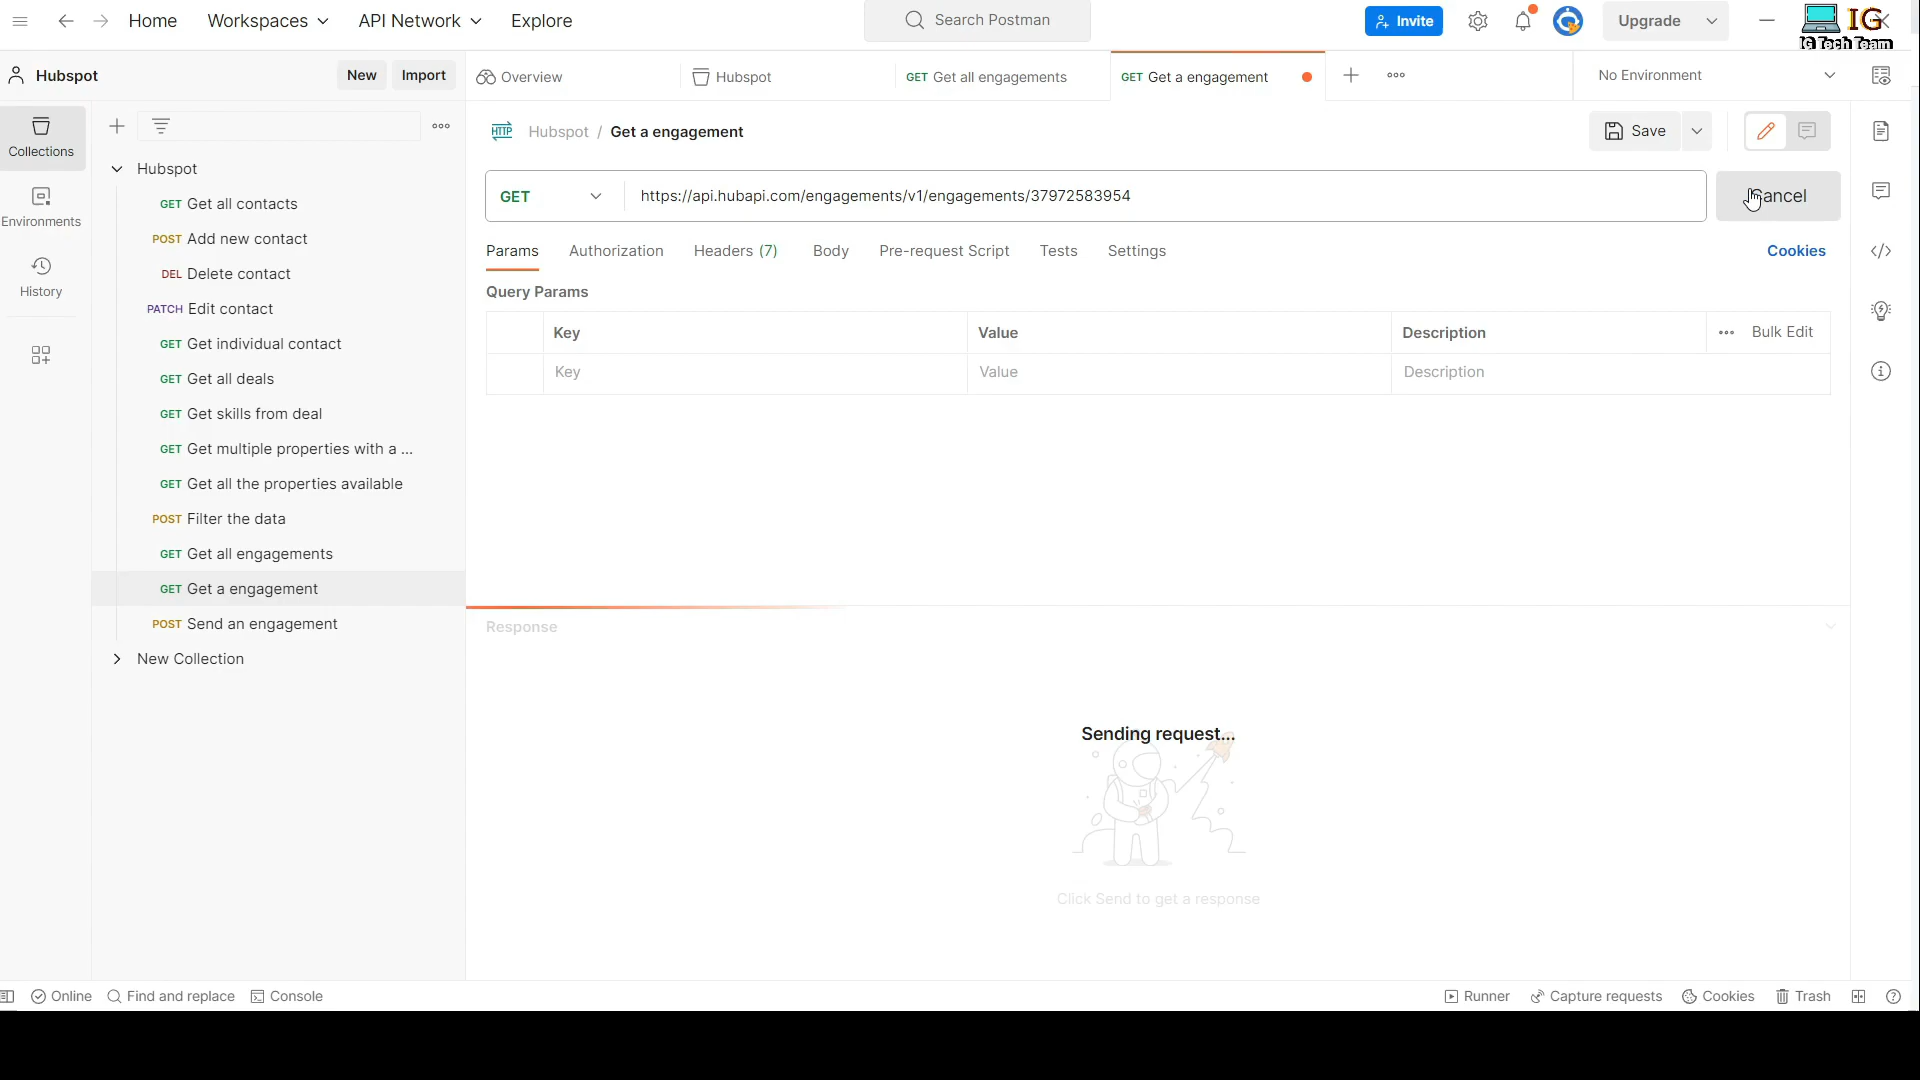 Home Workspaces API Network Explore Search Postman Invite Upgrade IG
IG Tech Team
Hubspot New Import Overview Hubspot GET Get all engagements GET Get a engagement No Environment
Collections
Environments
History
Hubspot
GET Get all contacts
POST Add new contact
DEL Delete contact
PATCH Edit contact
GET Get individual contact
GET Get all deals
GET Get skills from deal
GET Get multiple properties with a ...
GET Get all the properties available
POST Filter the data
GET Get all engagements
GET Get a engagement
POST Send an engagement
New Collection
HTTP Hubspot / Get a engagement Save
GET https://api.hubapi.com/engagements/v1/engagements/37972583954 Cancel
Params Authorization Headers (7) Body Pre-request Script Tests Settings Cookies
Query Params
Key Value Description Bulk Edit
Key Value Description
Response
Sending request...
Click Send to get a response
Online Find and replace Console Runner Capture requests Cookies Trash